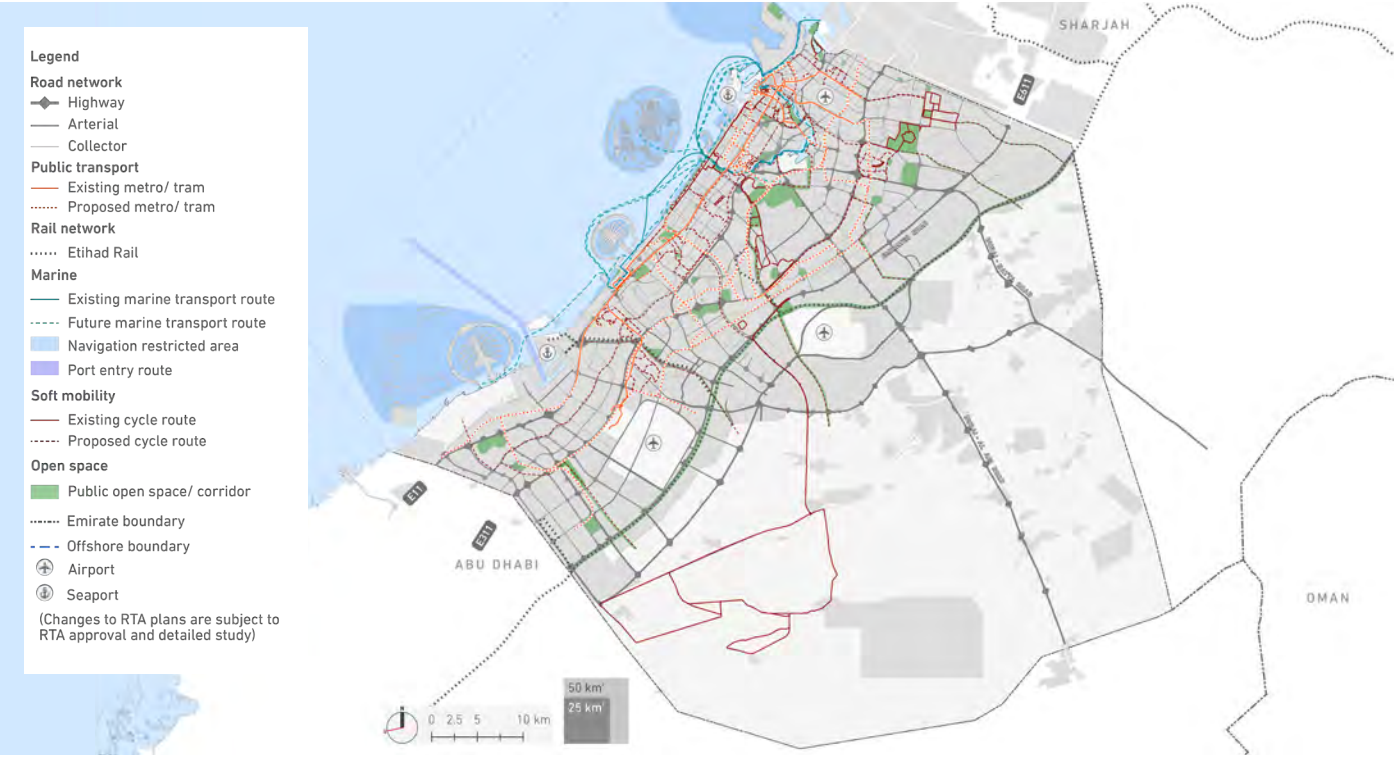 Legend
Road network
Highway
Arterial
Collector
Public transport
Existing metro/ tram
Proposed metro/ tram
Rail network
Etihad Rail
Marine
Existing marine transport route
Future marine transport route
Navigation restricted area
Port entry route
Soft mobility
Existing cycle route
Proposed cycle route
Open space
Public open space/ corridor
Emirate boundary
Offshore boundary
Airport
Seaport
(Changes to RTA plans are subject to
RTA approval and detailed study)
SHARJAH
E611
E11
E311
ABU DHABI
OMAN
DUBAI - AL AIN ROAD
N
0 2.5 5 10 km
50 km²
25 km²